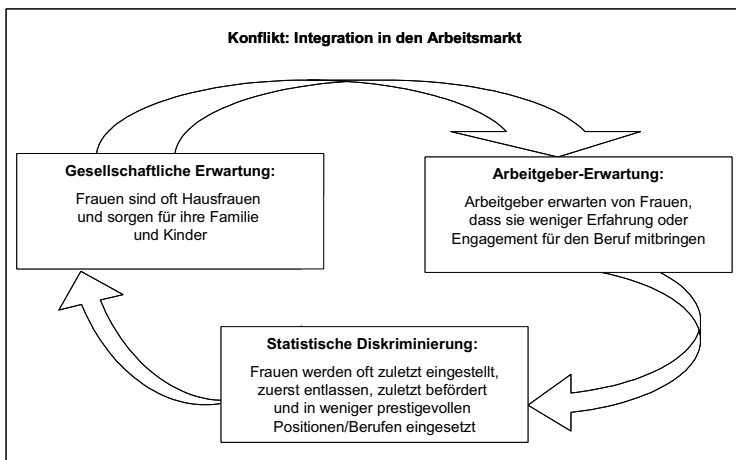 Konflikt: Integration in den Arbeitsmarkt
Gesellschaftliche Erwartung:
Frauen sind oft Hausfrauen
und sorgen für ihre Familie
und Kinder
Arbeitgeber-Erwartung:
Arbeitgeber erwarten von Frauen,
dass sie weniger Erfahrung oder
Engagement für den Beruf mitbringen
Statistische Diskriminierung:
Frauen werden oft zuletzt eingestellt,
zuerst entlassen, zuletzt befördert
und in weniger prestigevollen
Positionen/Berufen eingesetzt